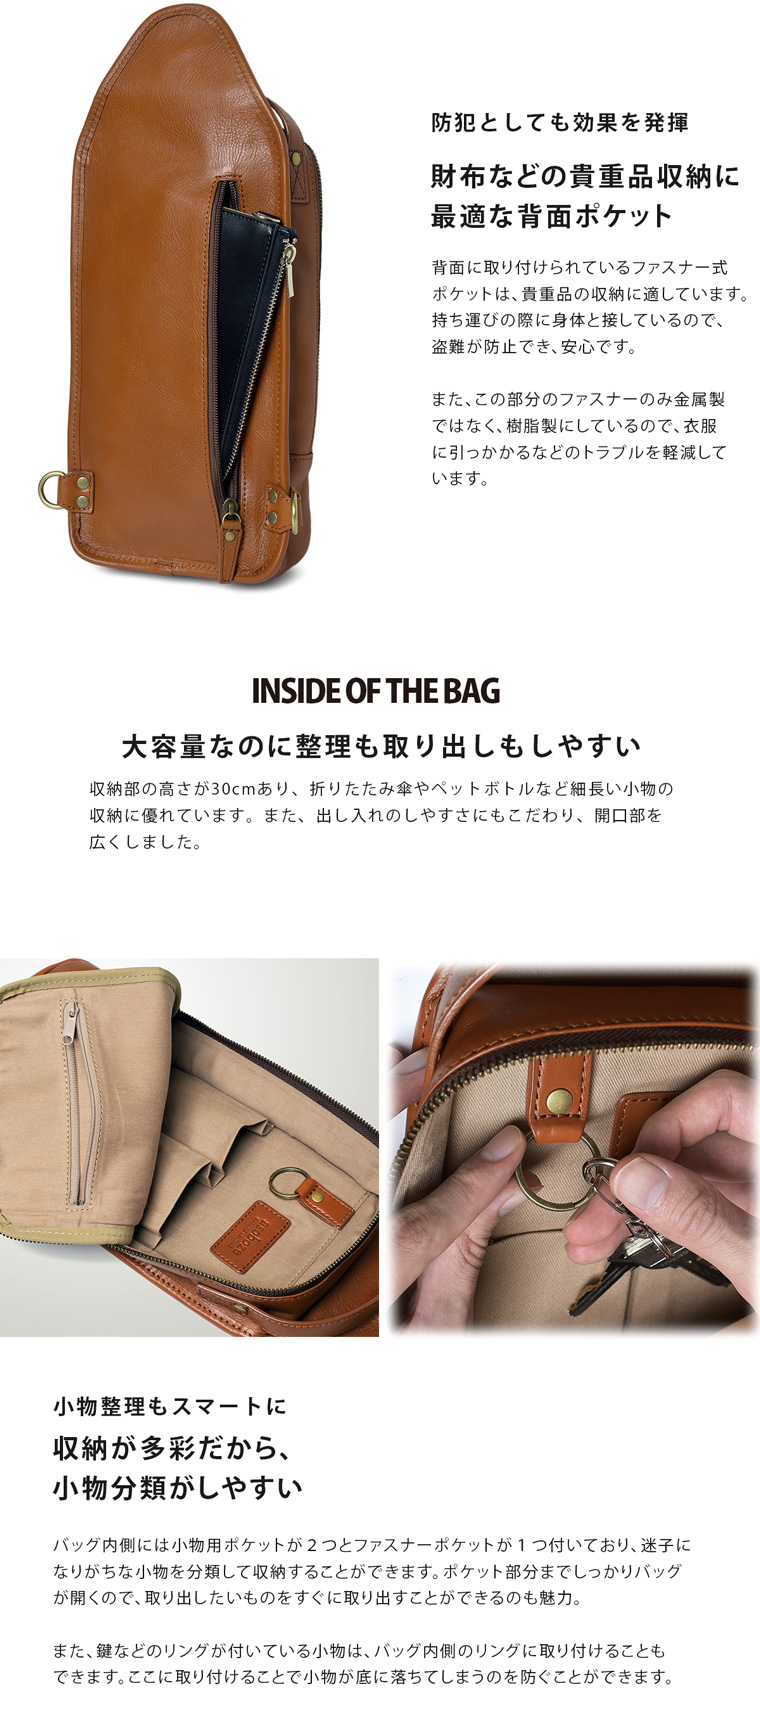 防犯としても効果を発揮
財布などの貴重品収納に
最適な背面ポケット
背面に取り付けられているファスナー式
ポケットは、貴重品の収納に適しています。
持ち運びの際に身体と接しているので、
盗難が防止でき、安心です。
また、この部分のファスナーのみ金属製
ではなく、樹脂製にしているので、衣服
に引っかかるなどのトラブルを軽減して
います。
INSIDE OF THE BAG
大容量なのに整理も取り出しもしやすい
収納部の高さが30cmあり、折りたたみ傘やペットボトルなど細長い小物の
収納に優れています。また、出し入れのしやすさにもこだわり、開口部を
広くしました。
小物整理もスマートに
収納が多彩だから、
小物分類がしやすい
バッグ内側には小物用ポケットが２つとファスナーポケットが１つ付いており、迷子に
なりがちな小物を分類して収納することができます。ポケット部分までしっかりバッグ
が開くので、取り出したいものをすぐに取り出すことができるのも魅力。
また、鍵などのリングが付いている小物は、バッグ内側のリングに取り付けることも
できます。ここに取り付けることで小物が底に落ちてしまうのを防ぐことができます。